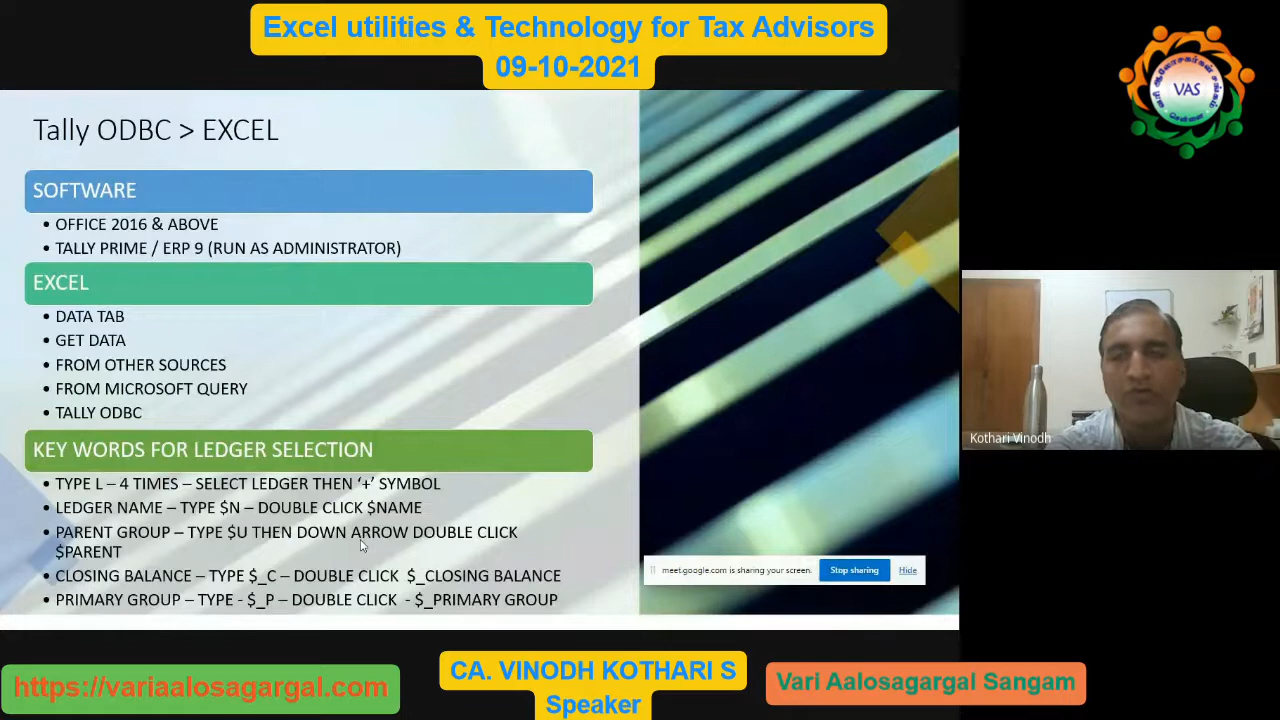 Excel utilities & Technology for Tax Advisors
09-10-2021
VAS
Tally ODBC > EXCEL
SOFTWARE
• OFFICE 2016 & ABOVE
• TALLY PRIME / ERP 9 (RUN AS ADMINISTRATOR)
EXCEL
• DATA TAB
• GET DATA
• FROM OTHER SOURCES
• FROM MICROSOFT QUERY
• TALLY ODBC
KEY WORDS FOR LEDGER SELECTION
• TYPE L – 4 TIMES – SELECT LEDGER THEN ‘+’ SYMBOL
• LEDGER NAME – TYPE $N – DOUBLE CLICK $NAME
• PARENT GROUP – TYPE $U THEN DOWN ARROW DOUBLE CLICK
$PARENT
• CLOSING BALANCE – TYPE $_C – DOUBLE CLICK $_CLOSING BALANCE
• PRIMARY GROUP – TYPE - $_P – DOUBLE CLICK - $_PRIMARY GROUP
meet.google.com is sharing your screen.
Stop sharing
Hide
Kothari Vinodh
https://variaalosagargal.com
CA. VINODH KOTHARI S
Speaker
Vari Aalosagargal Sangam